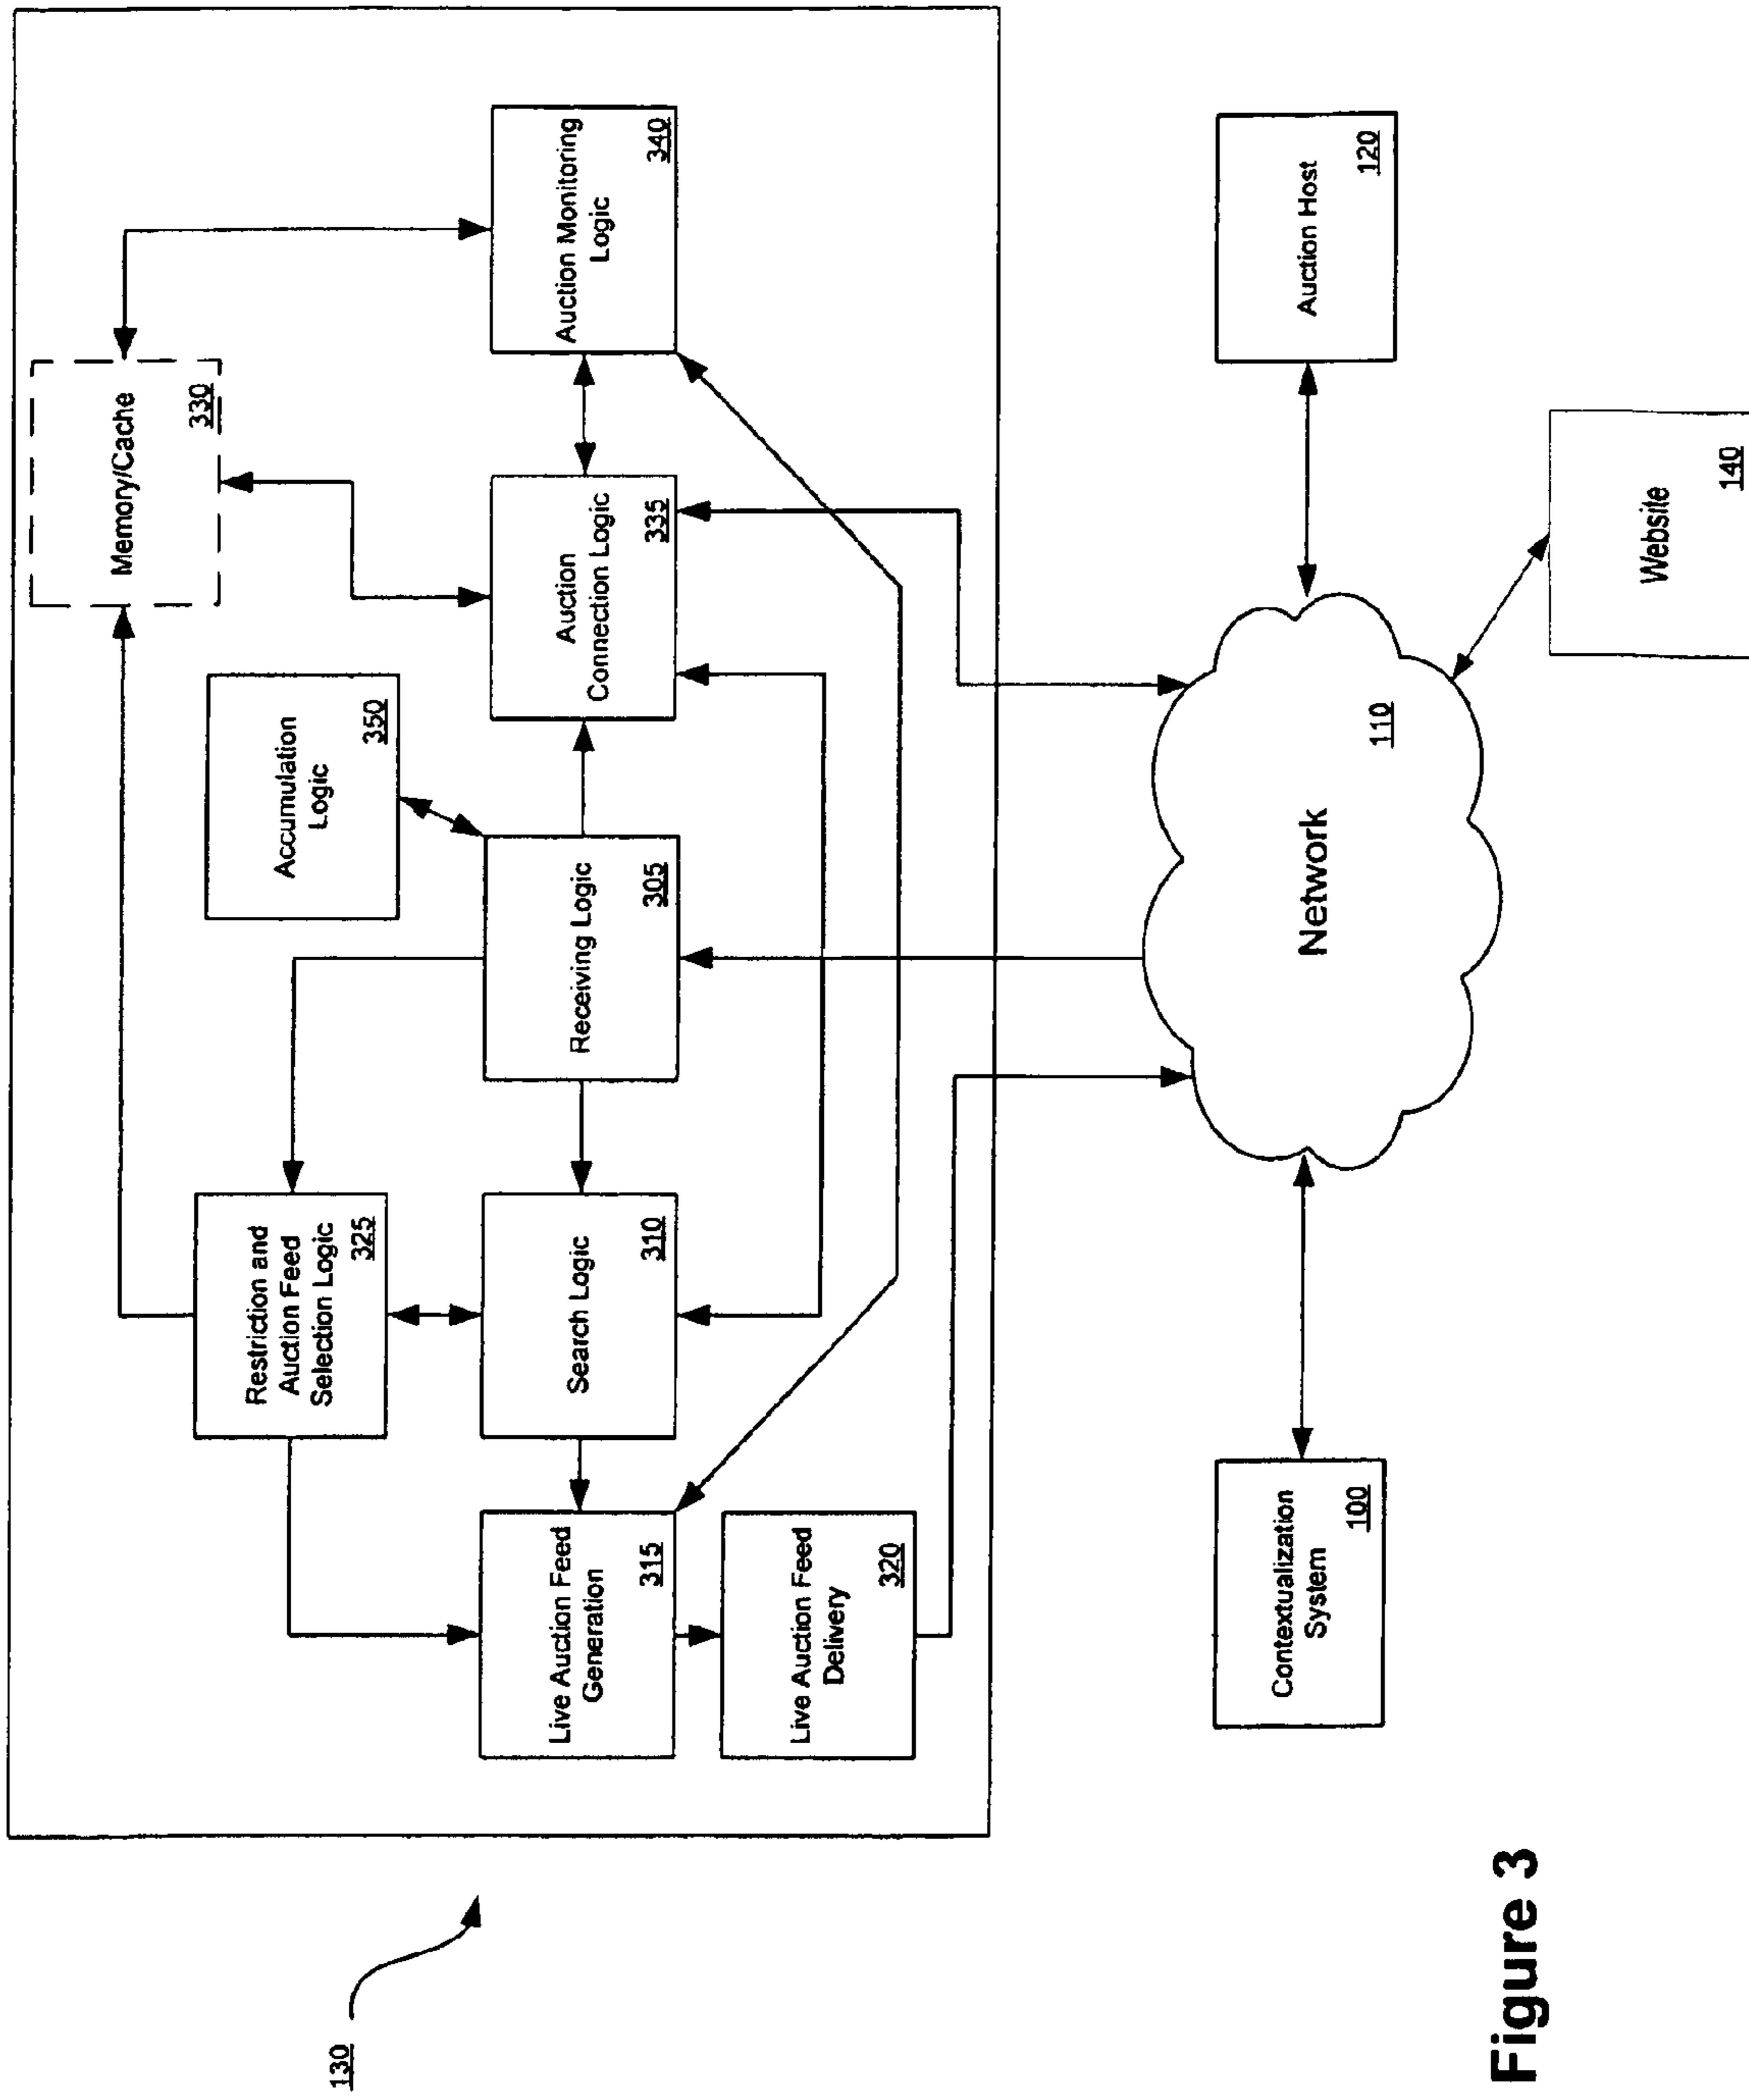 130
Restriction and
Auction Feed
Selection Logic
325
Accumulation
Logic
350
Memory/Cache
330
Live Auction Feed
Generation
315
Search Logic
310
Receiving Logic
305
Auction
Connection Logic
335
Auction Monitoring
Logic
340
Live Auction Feed
Delivery
320
Contextualization
System
100
Network
110
Auction Host
120
Website
140
Figure 3